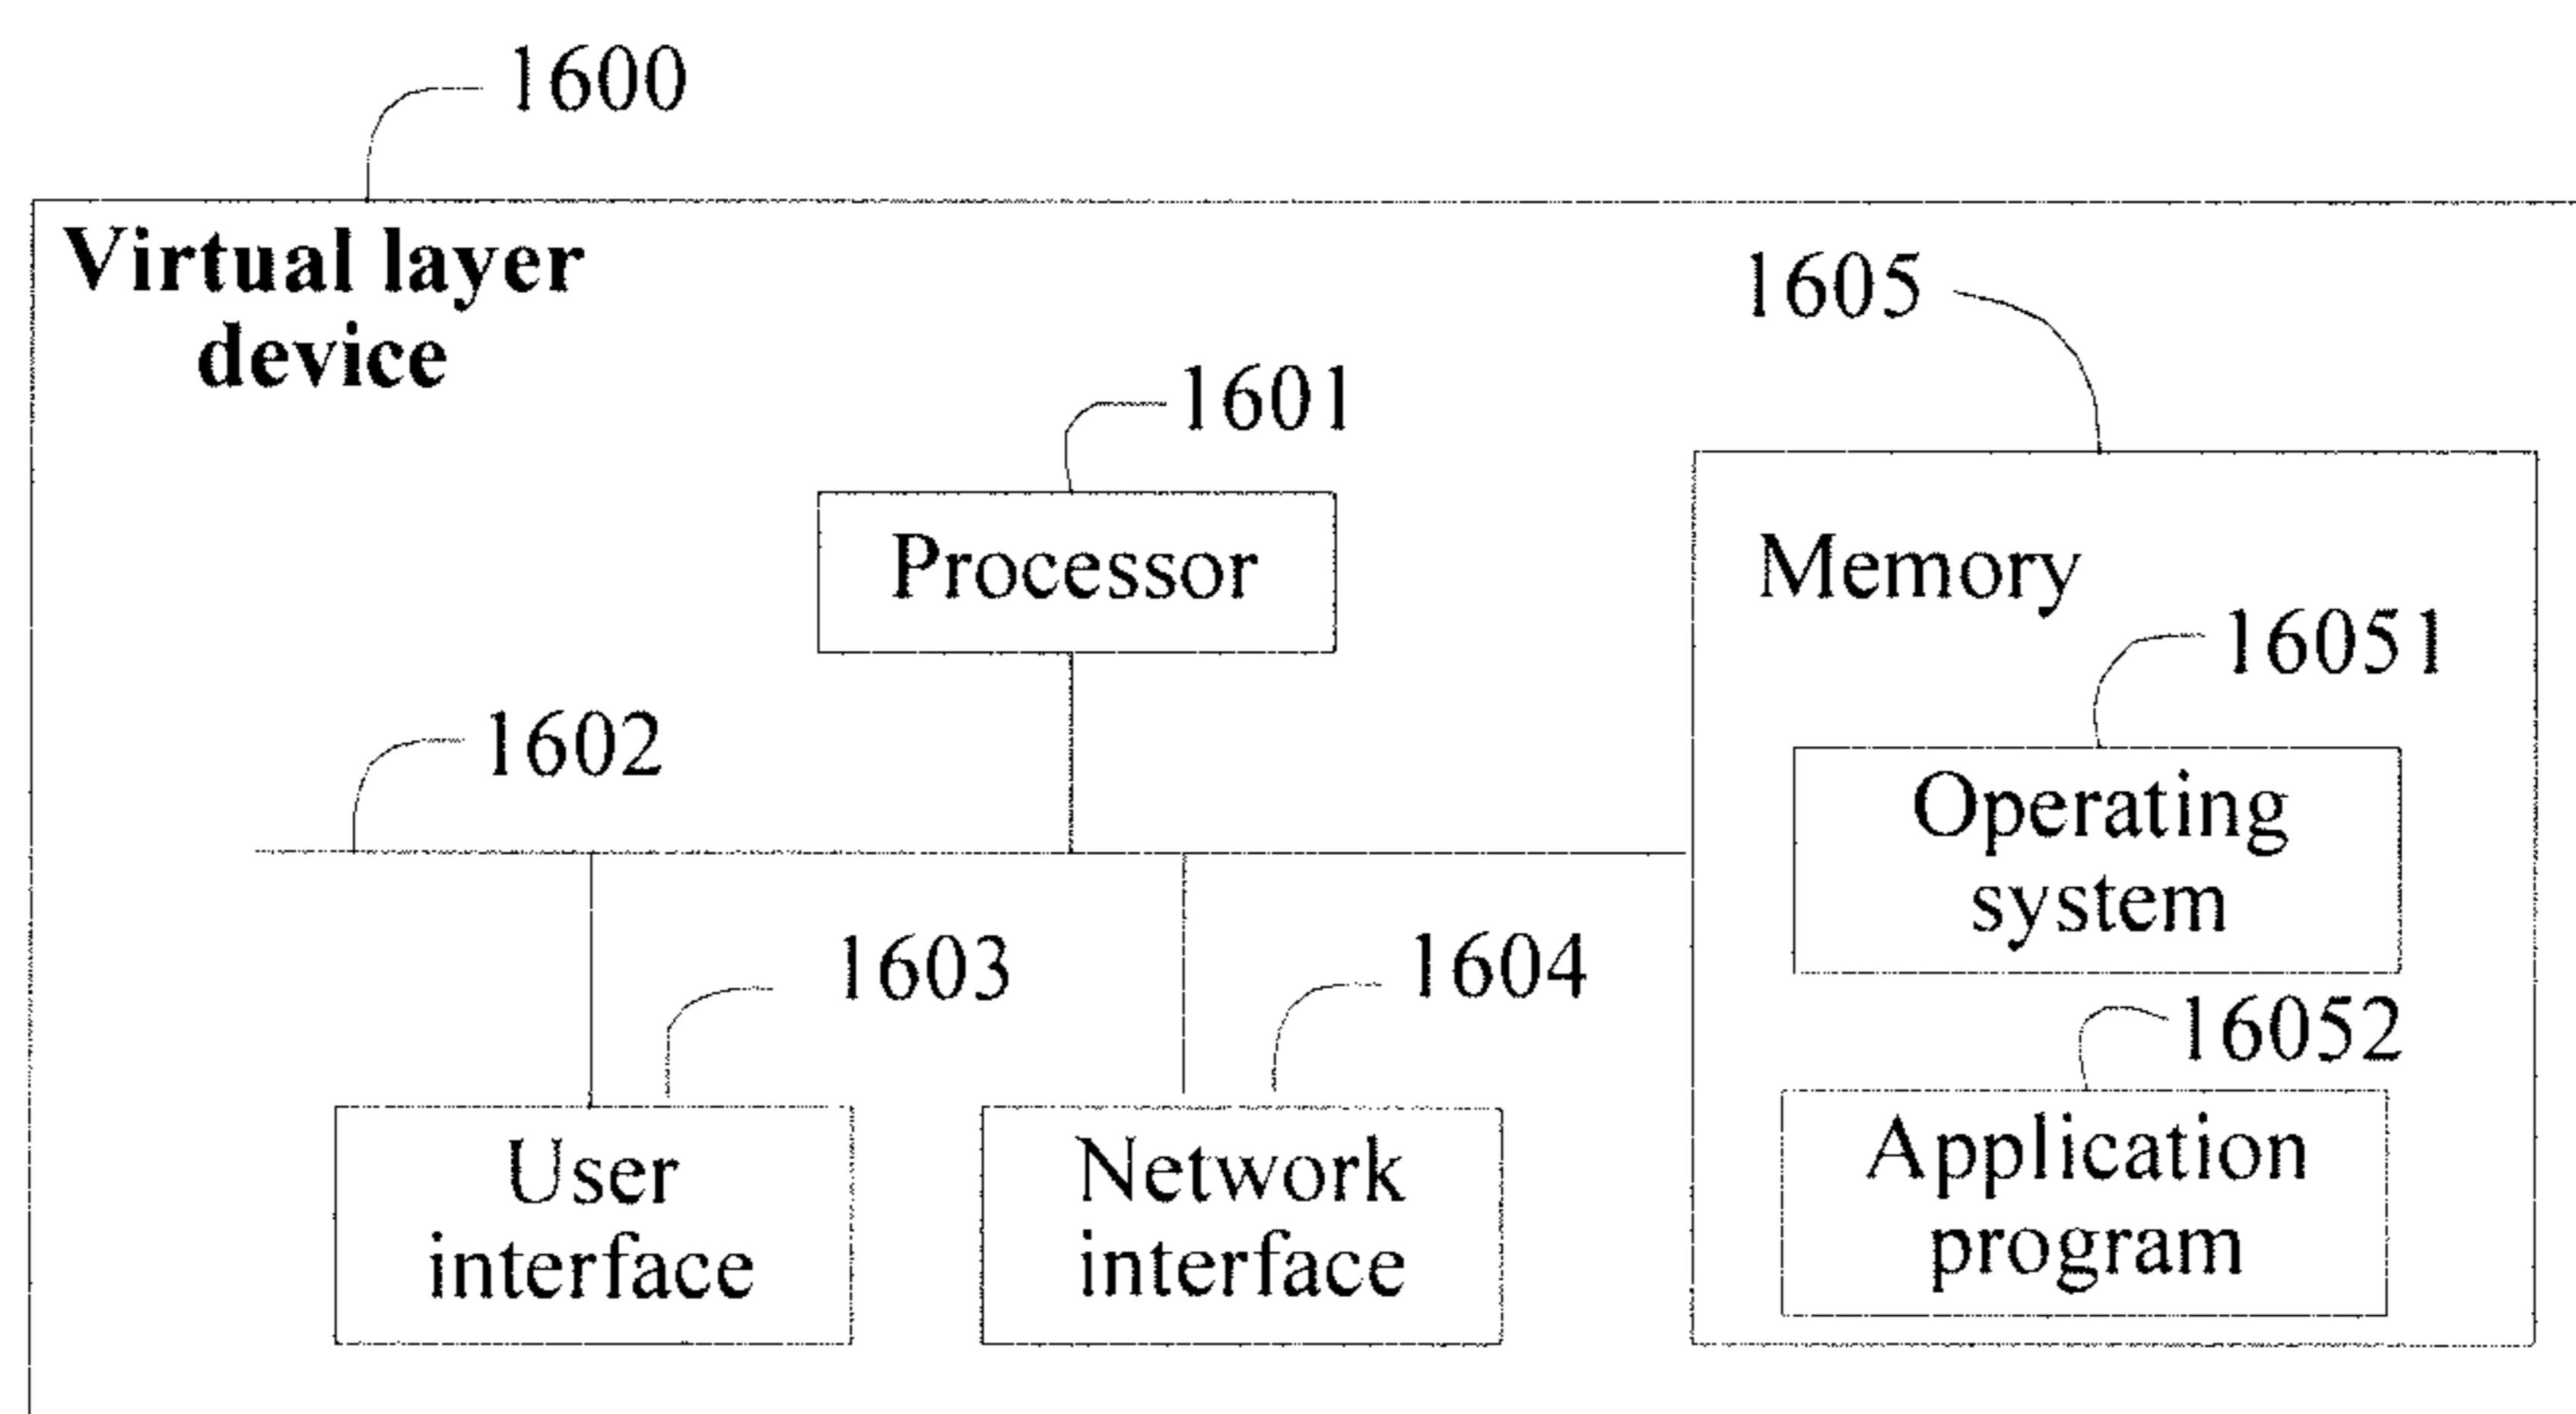 1600
Virtual layer
device
1605
1601
Processor
Memory
16051
1602
Operating
system
1603
1604
16052
User
interface
Network
interface
Application
program